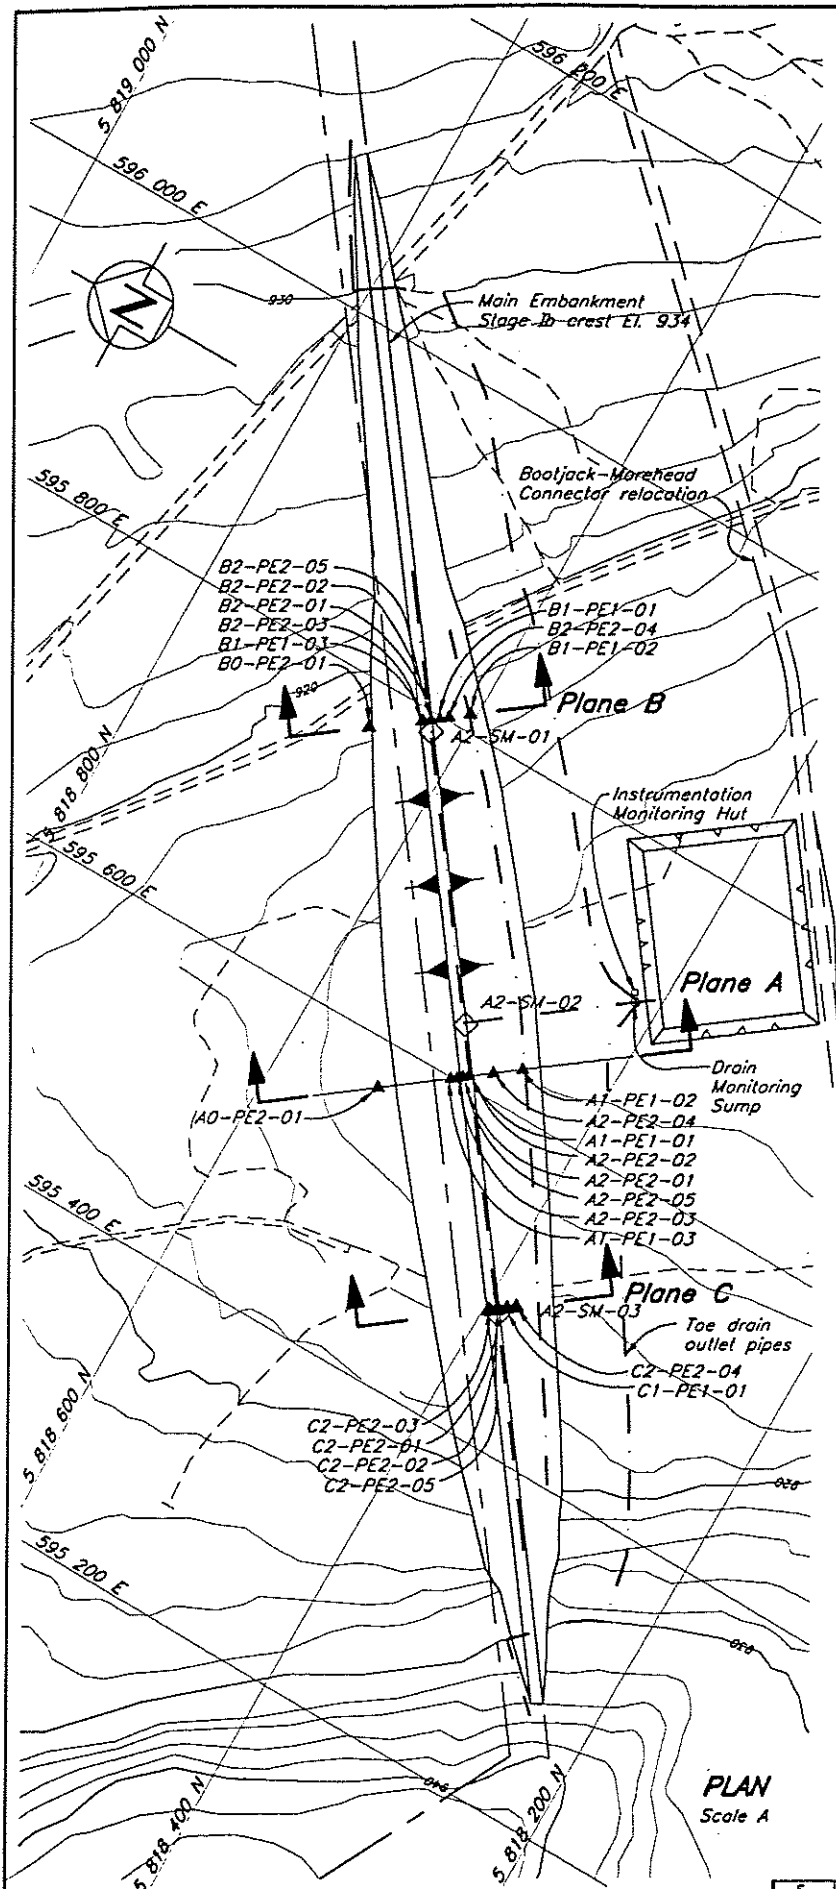 5 819 000 N
596 200 E
596 000 E
N
930
Main Embankment
Stage Ib crest El. 934
Bootjack-Morehead
Connector relocation
595 800 E
B2-PE2-05
B2-PE2-02
B2-PE2-01
B2-PE2-03
B1-PE1-03
B0-PE2-01
B1-PE1-01
B2-PE2-04
B1-PE1-02
920
Plane B
A2-SM-01
5 818 800 N
Instrumentation
Monitoring Hut
595 600 E
Plane A
A2-SM-02
Drain
Monitoring
Sump
A0-PE2-01
A1-PE1-02
A2-PE2-04
A1-PE1-01
A2-PE2-02
A2-PE2-01
A2-PE2-05
A2-PE2-03
A1-PE1-03
595 400 E
Plane C
A2-SM-03
Toe drain
outlet pipes
C2-PE2-04
C1-PE1-01
5 818 600 N
C2-PE2-03
C2-PE2-01
C2-PE2-02
C2-PE2-05
920
595 200 E
930
940
PLAN
Scale A
5 818 400 N
5 818 200 N